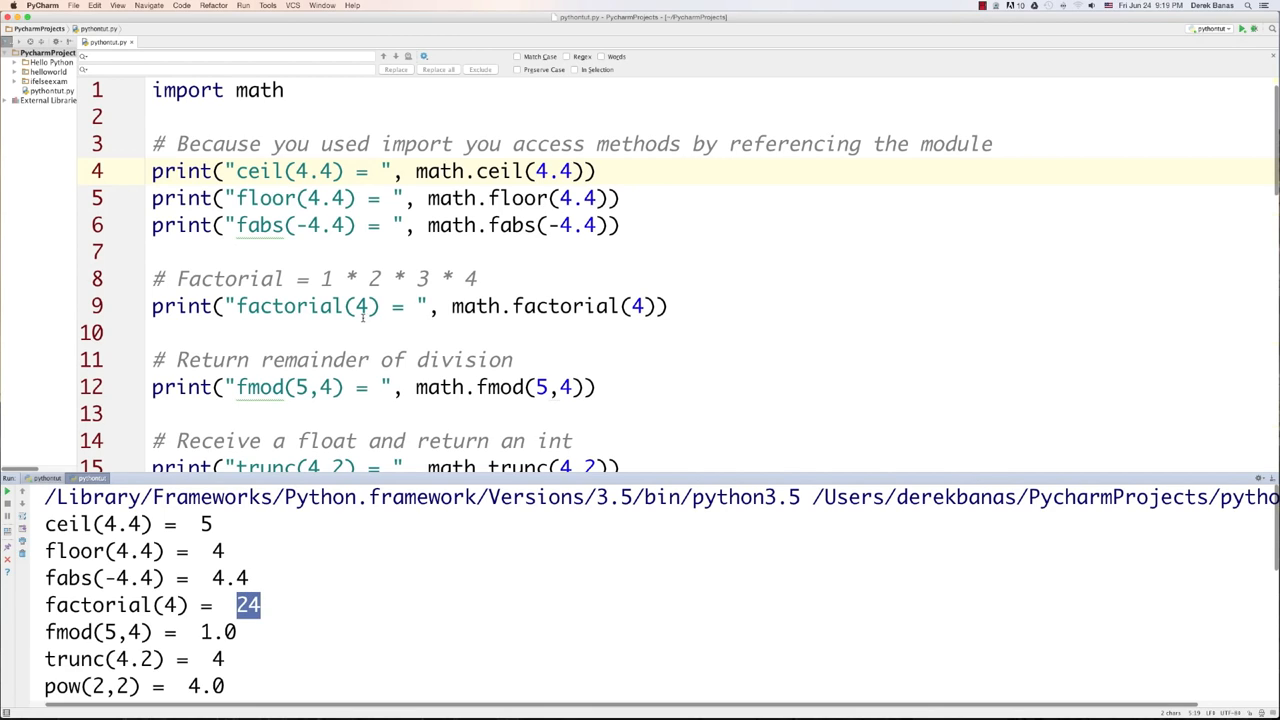 PyCharm File Edit View Navigate Code Refactor Run Tools VCS Window Help Fri Jun 24 9:19 PM Derek Banas
pythontut.py - PycharmProjects - [~/PycharmProjects]
PycharmProjects pythontut.py pythontut
pythontut.py
PycharmProject
Hello Python
helloworld
ifelseexam
pythontut.py
External Librarie
Match Case Regex Words
Replace Replace all Exclude Preserve Case In Selection
1 import math
2
3 # Because you used import you access methods by referencing the module
4 print("ceil(4.4) = ", math.ceil(4.4))
5 print("floor(4.4) = ", math.floor(4.4))
6 print("fabs(-4.4) = ", math.fabs(-4.4))
7
8 # Factorial = 1 * 2 * 3 * 4
9 print("factorial(4) = ", math.factorial(4))
10
11 # Return remainder of division
12 print("fmod(5,4) = ", math.fmod(5,4))
13
14 # Receive a float and return an int
15 print("trunc(4.2) = ", math.trunc(4.2))
Run: pythontut pythontut
/Library/Frameworks/Python.framework/Versions/3.5/bin/python3.5 /Users/derekbanas/PycharmProjects/pytho
ceil(4.4) = 5
floor(4.4) = 4
fabs(-4.4) = 4.4
factorial(4) = 24
fmod(5,4) = 1.0
trunc(4.2) = 4
pow(2,2) = 4.0
2 chars 5:19 LF‡ UTF-8‡